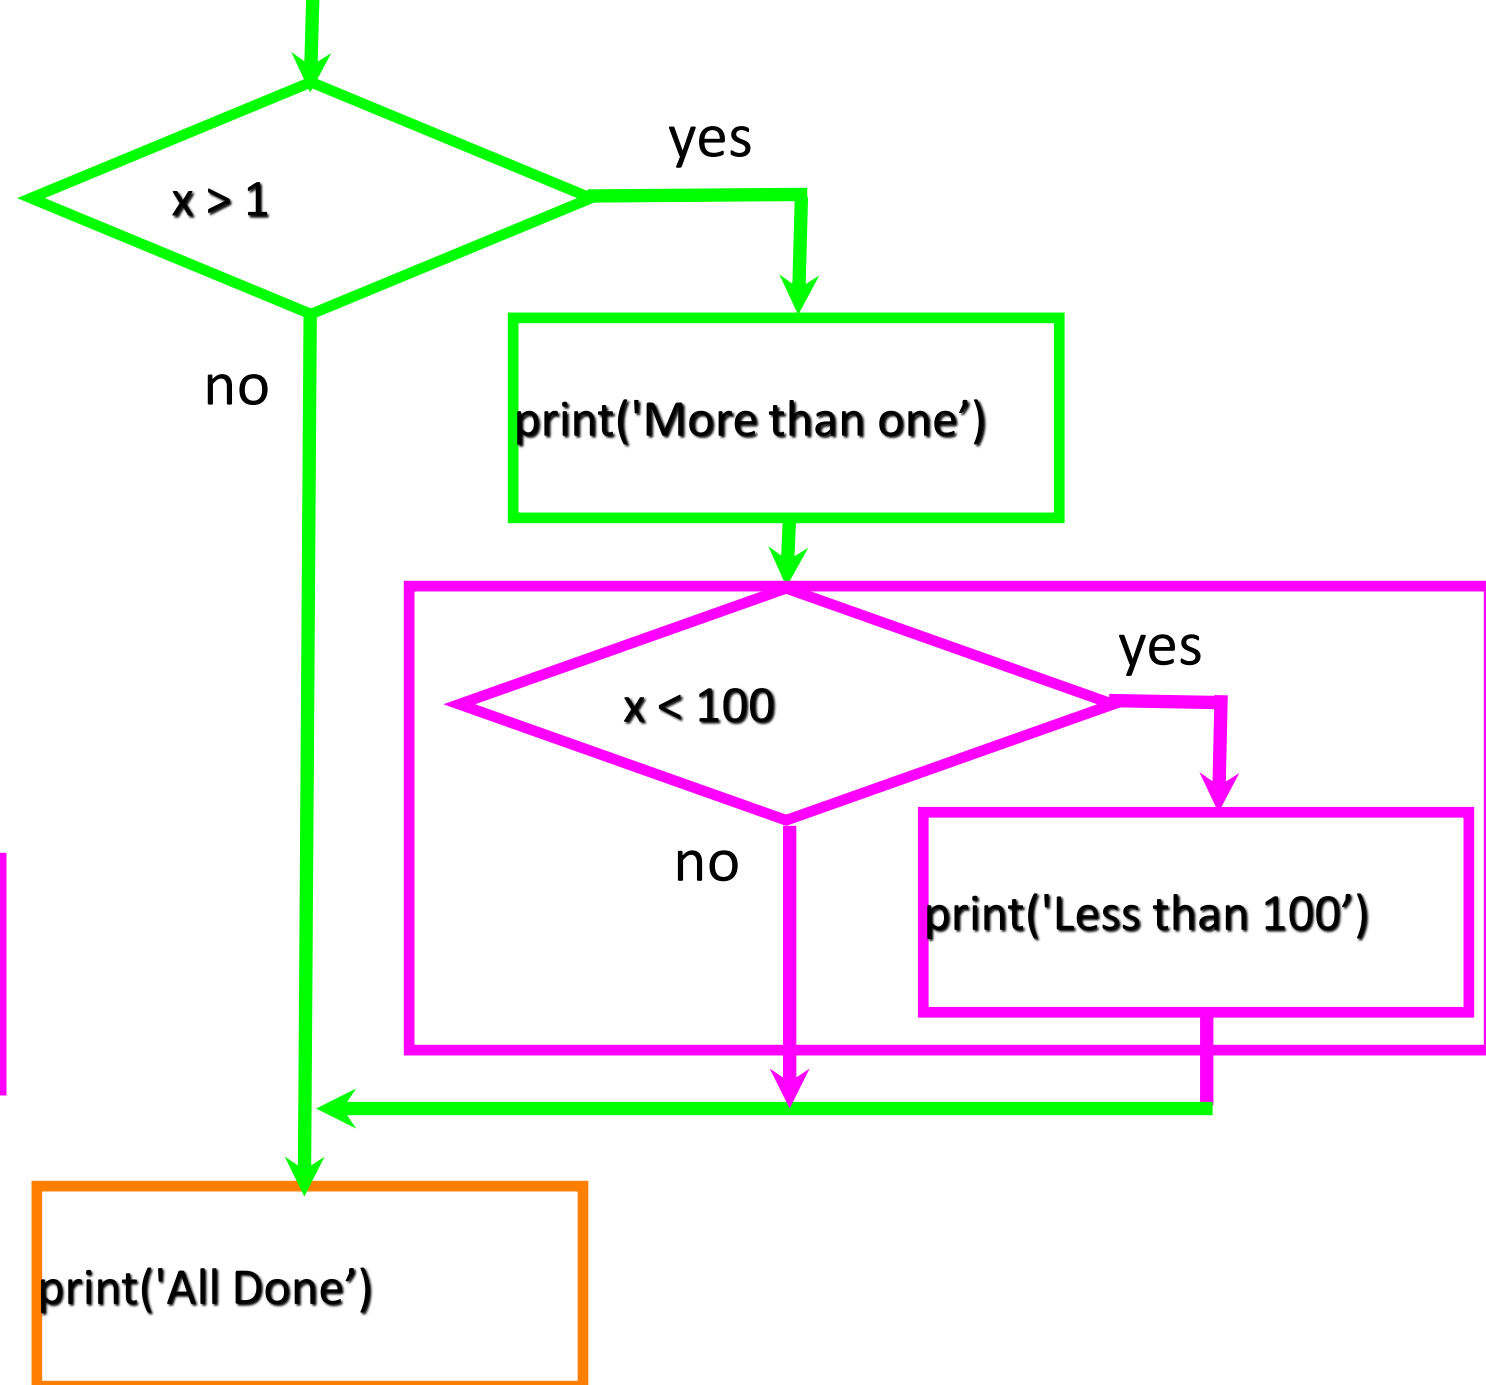 yes
x > 1
no
print('More than one’)
yes
x < 100
no
print('Less than 100’)
print('All Done’)